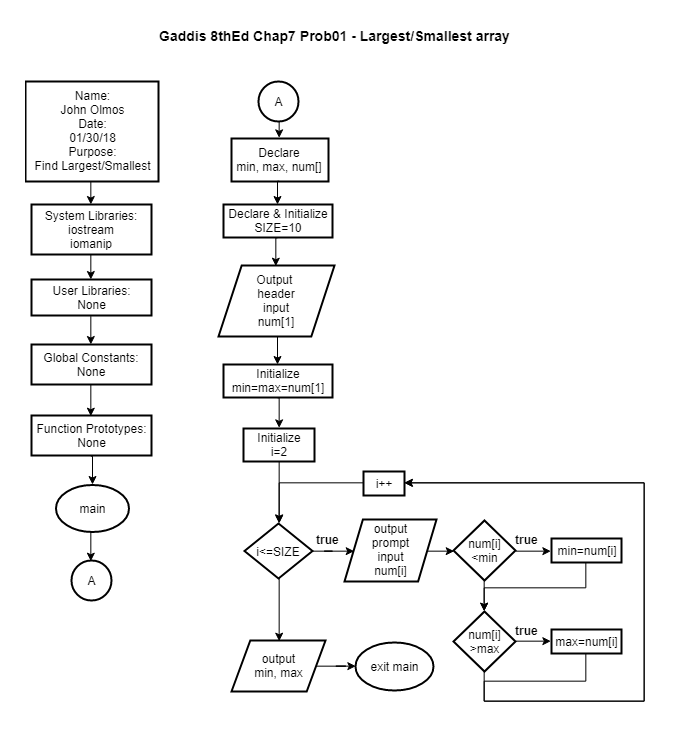 Gaddis 8thEd Chap7 Prob01 - Largest/Smallest array
Name:
John Olmos
Date:
01/30/18
Purpose:
Find Largest/Smallest
System Libraries:
iostream
iomanip
User Libraries:
None
Global Constants:
None
Function Prototypes:
None
main
A
A
Declare
min, max, num[]
Declare & Initialize
SIZE=10
Output
header
input
num[1]
Initialize
min=max=num[1]
Initialize
i=2
i++
i<=SIZE
true
output
prompt
input
num[i]
num[i]
<min
true
min=num[i]
num[i]
>max
true
max=num[i]
output
min, max
exit main